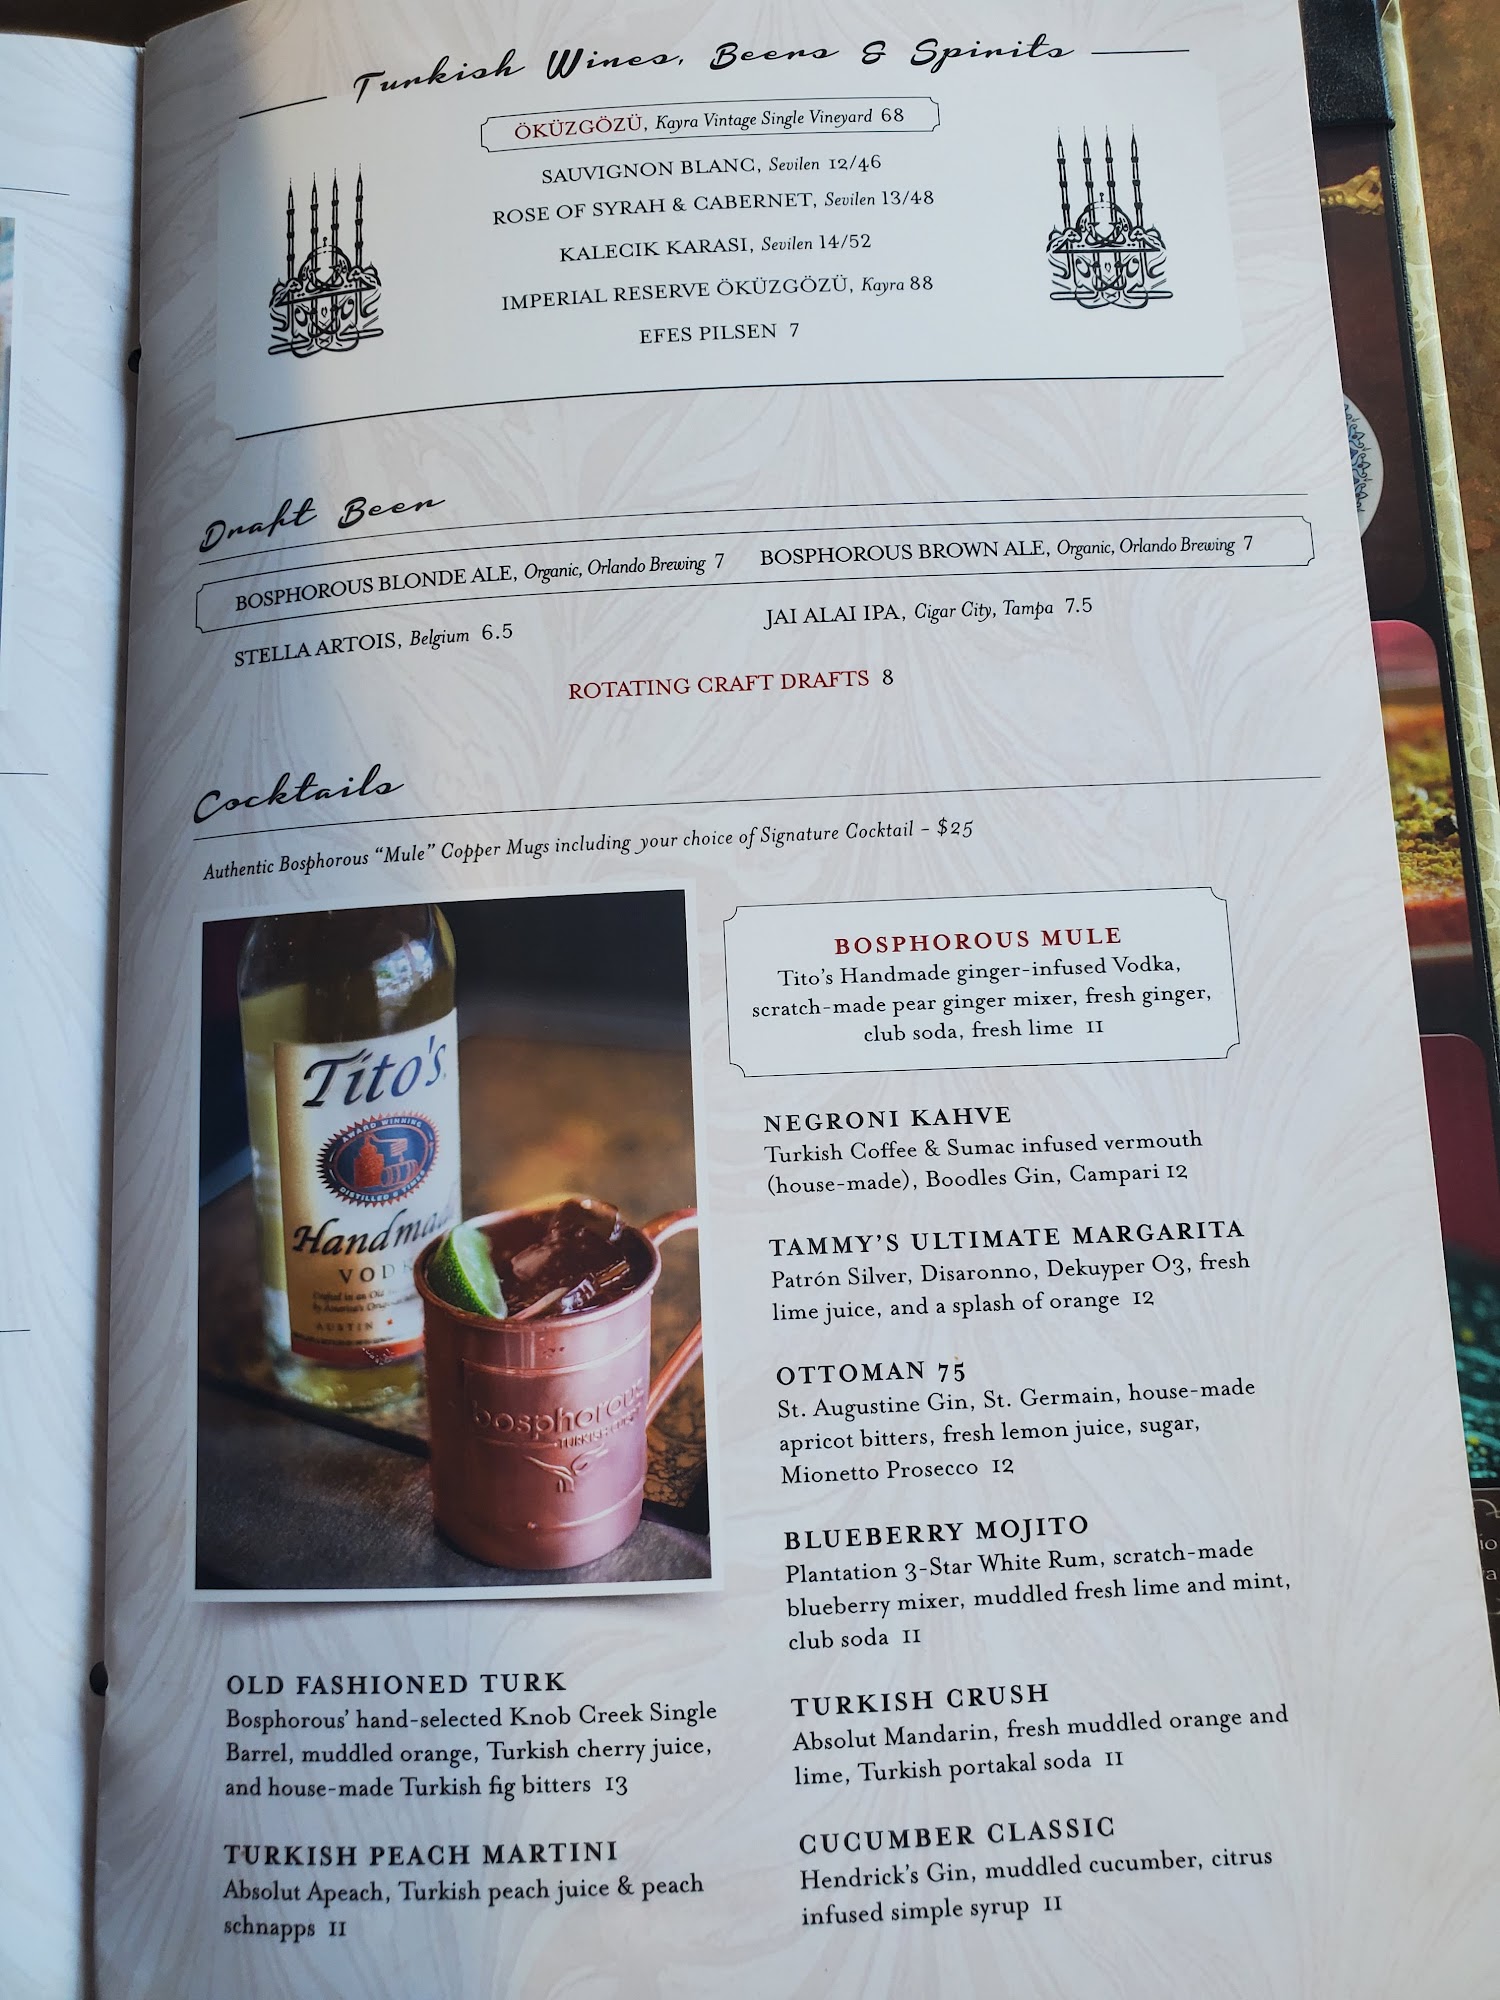 Turkish Wines, Beers & Spirits
ÖKÜZGÖZÜ, Kayra Vintage Single Vineyard 68
SAUVIGNON BLANC, Sevilen 12/46
ROSE OF SYRAH & CABERNET, Sevilen 13/48
KALECIK KARASI, Sevilen 14/52
IMPERIAL RESERVE ÖKÜZGÖZÜ, Kayra 88
EFES PILSEN 7
Draft Beer
BOSPHOROUS BLONDE ALE, Organic, Orlando Brewing 7
BOSPHOROUS BROWN ALE, Organic, Orlando Brewing 7
STELLA ARTOIS, Belgium 6.5
JAI ALAI IPA, Cigar City, Tampa 7.5
ROTATING CRAFT DRAFTS 8
Cocktails
Authentic Bosphorous “Mule” Copper Mugs including your choice of Signature Cocktail – $25
Tito's
AWARD WINNING
Handmade
VODK
AUSTIN
bosphorous
BOSPHOROUS MULE
Tito’s Handmade ginger-infused Vodka,
scratch-made pear ginger mixer, fresh ginger,
club soda, fresh lime 11
NEGRONI KAHVE
Turkish Coffee & Sumac infused vermouth
(house-made), Boodles Gin, Campari 12
TAMMY’S ULTIMATE MARGARITA
Patrón Silver, Disaronno, Dekuyper O3, fresh
lime juice, and a splash of orange 12
OTTOMAN 75
St. Augustine Gin, St. Germain, house-made
apricot bitters, fresh lemon juice, sugar,
Mionetto Prosecco 12
BLUEBERRY MOJITO
Plantation 3-Star White Rum, scratch-made
blueberry mixer, muddled fresh lime and mint,
club soda 11
TURKISH CRUSH
Absolut Mandarin, fresh muddled orange and
lime, Turkish portakal soda 11
CUCUMBER CLASSIC
Hendrick’s Gin, muddled cucumber, citrus
infused simple syrup 11
OLD FASHIONED TURK
Bosphorous’ hand-selected Knob Creek Single
Barrel, muddled orange, Turkish cherry juice,
and house-made Turkish fig bitters 13
TURKISH PEACH MARTINI
Absolut Apeach, Turkish peach juice & peach
schnapps 11